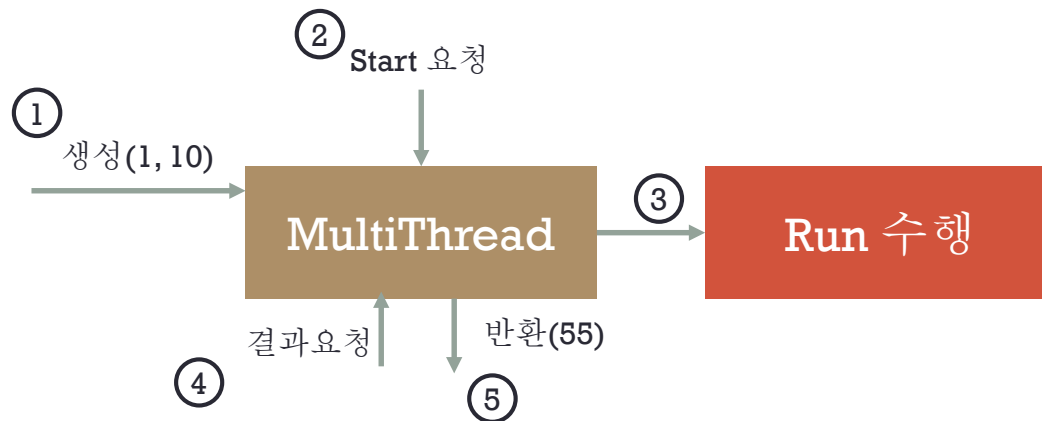 1
생성(1, 10)
2
Start 요청
MultiThread
3
Run 수행
4
결과요청
반환(55)
5